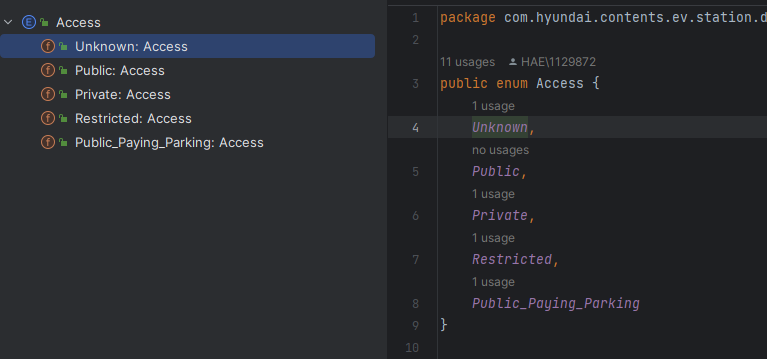 Access
Unknown: Access
Public: Access
Private: Access
Restricted: Access
Public_Paying_Parking: Access
1 package com.hyundai.contents.ev.station.d
2
11 usages HAE\1129872
3 public enum Access {
1 usage
4 Unknown,
no usages
5 Public,
1 usage
6 Private,
1 usage
7 Restricted,
1 usage
8 Public_Paying_Parking
9 }
10